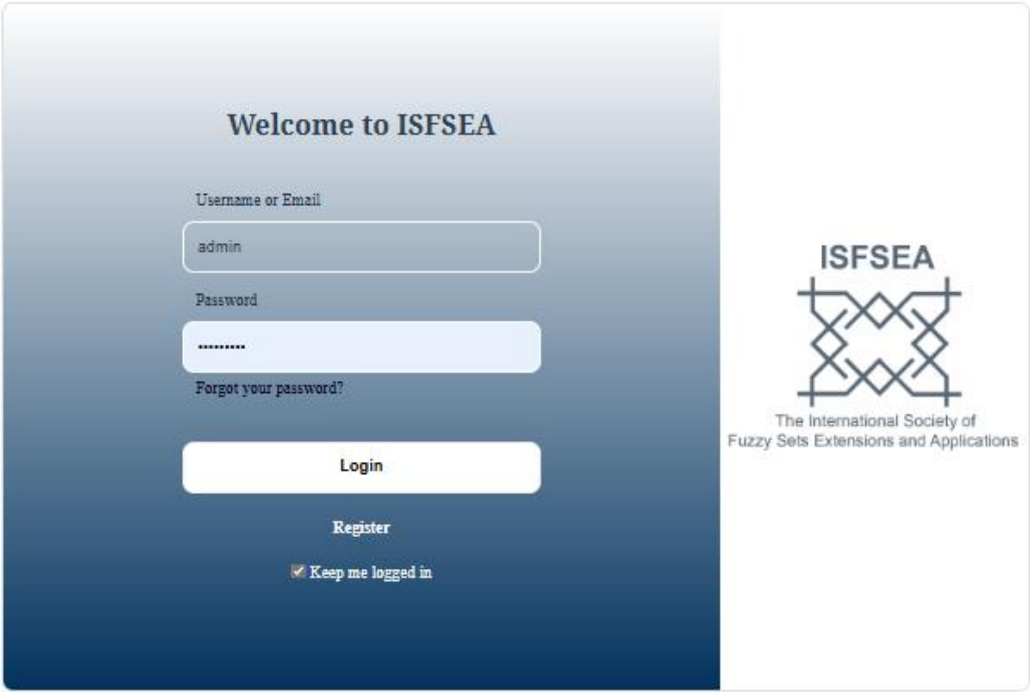 Welcome to ISFSEA
Username or Email
admin
Password
•••••••••
Forgot your password?
Login
Register
Keep me logged in
ISFSEA
The International Society of
Fuzzy Sets Extensions and Applications